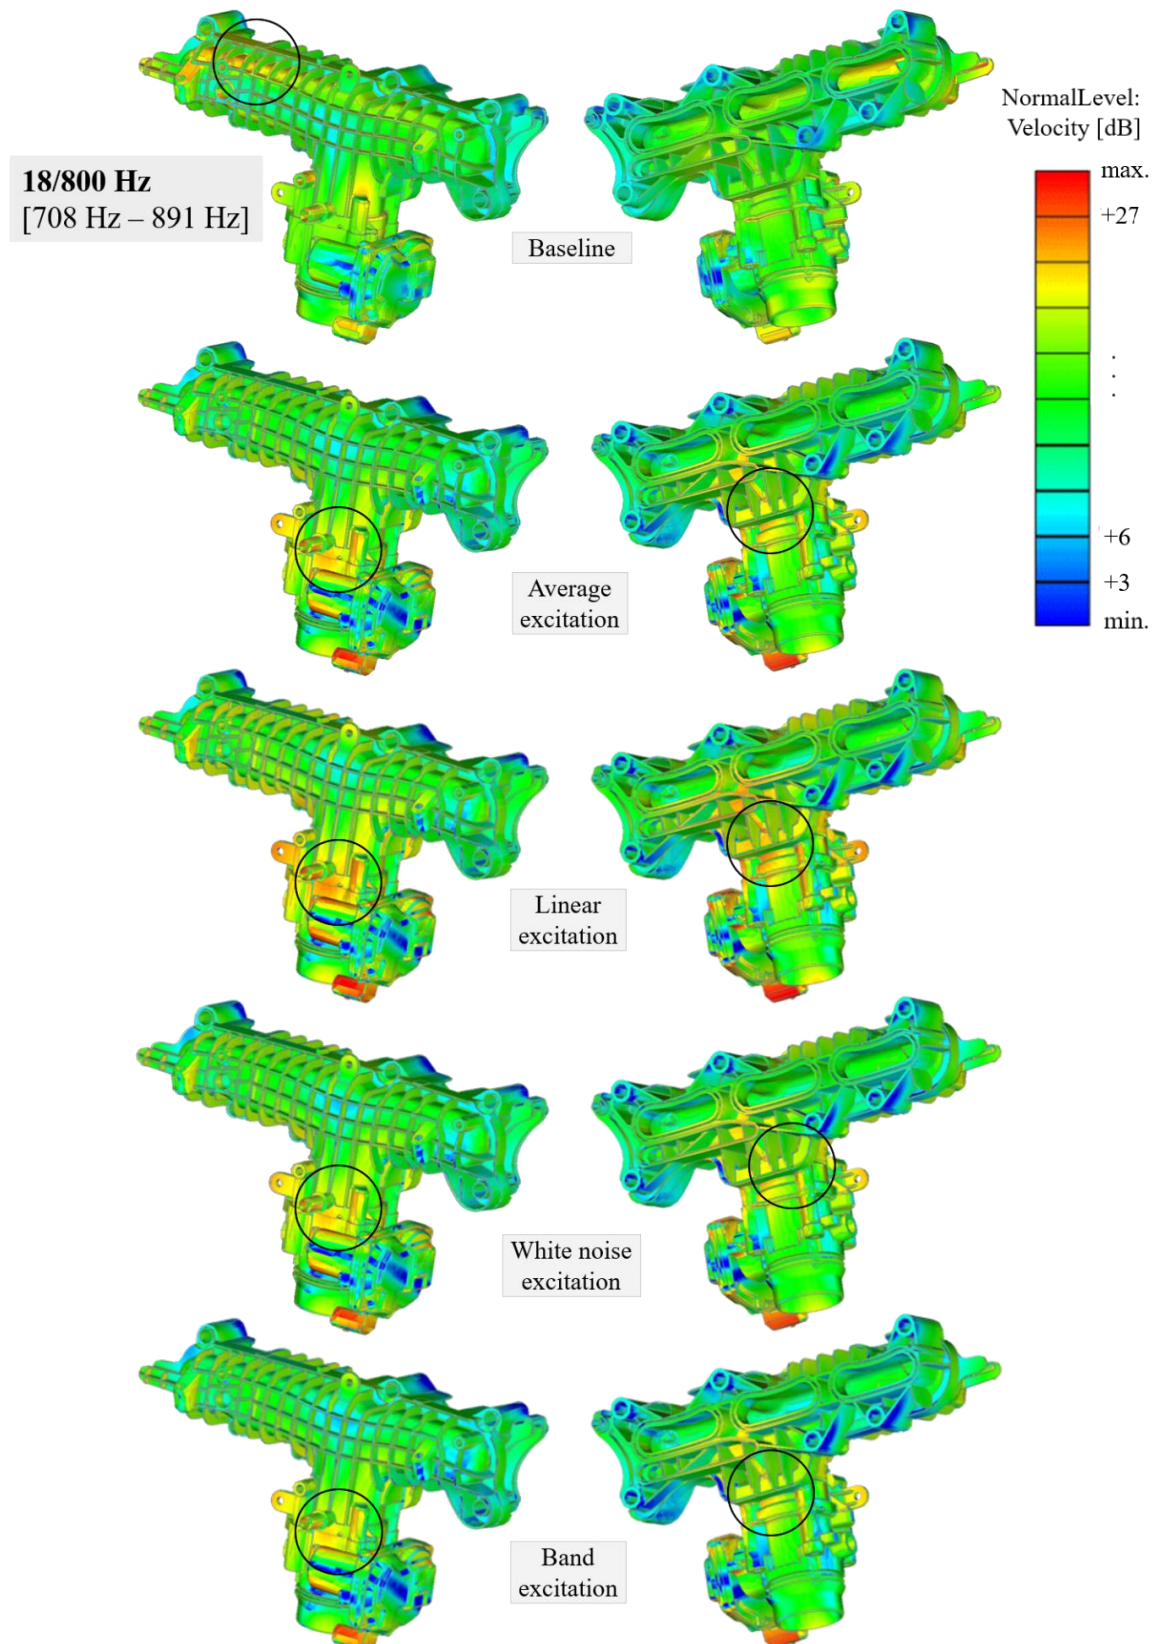 NormalLevel:
Velocity [dB]
max.
+27
:
.
+6
+3
min.
18/800 Hz
[708 Hz – 891 Hz]
Baseline
Average
excitation
Linear
excitation
White noise
excitation
Band
excitation